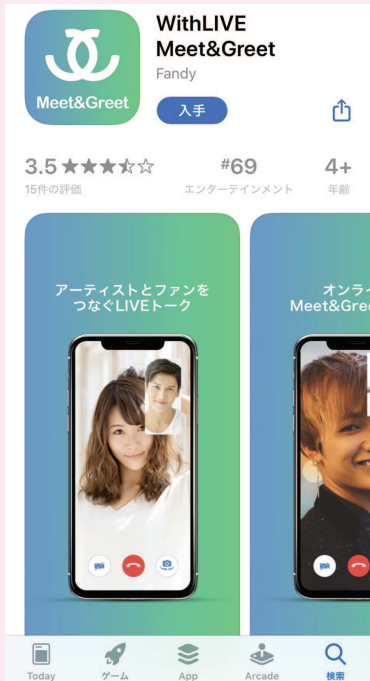 WithLIVE
Meet&Greet
Fandy
Meet&Greet
入手
3.5
#69
4+
15件の評価
エンターテインメント
年齢
アーティストとファンを
つなぐLIVEトーク
オンライ
Meet&Gree
Today
ゲーム
App
Arcade
検索